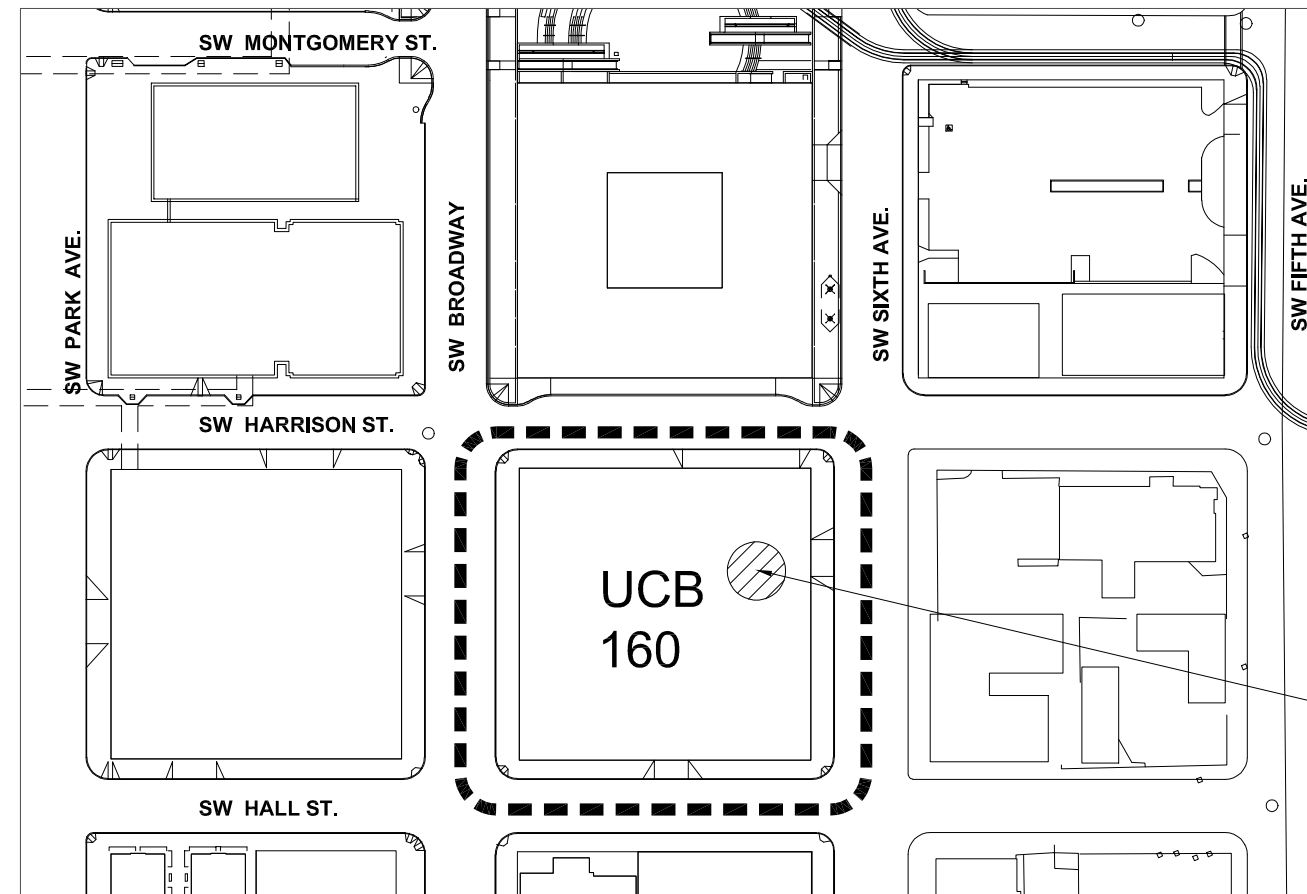 SW MONTGOMERY ST.
SW PARK AVE.
SW BROADWAY
SW SIXTH AVE.
SW FIFTH AVE.
SW HARRISON ST.
UCB
160
SW HALL ST.